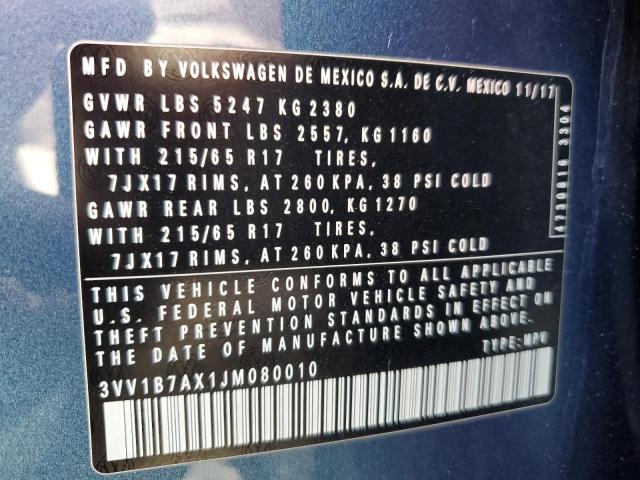 MFD BY VOLKSWAGEN DE MEXICO S.A. DE C.V. MEXICO 11/17
GVWR LBS 5247 KG 2380
GAWR FRONT LBS 2557, KG 1160
WITH 215/65 R17 TIRES,
7JX17 RIMS, AT 260 KPA, 38 PSI COLD
GAWR REAR LBS 2800, KG 1270
WITH 215/65 R17 TIRES,
7JX17 RIMS, AT 260 KPA, 38 PSI COLD
THIS VEHICLE CONFORMS TO ALL APPLICABLE
U.S. FEDERAL MOTOR VEHICLE SAFETY AND
THEFT PREVENTION STANDARDS IN EFFECT ON
THE DATE OF MANUFACTURE SHOWN ABOVE.
TYPE: MPV
3VV1B7AX1JM080010